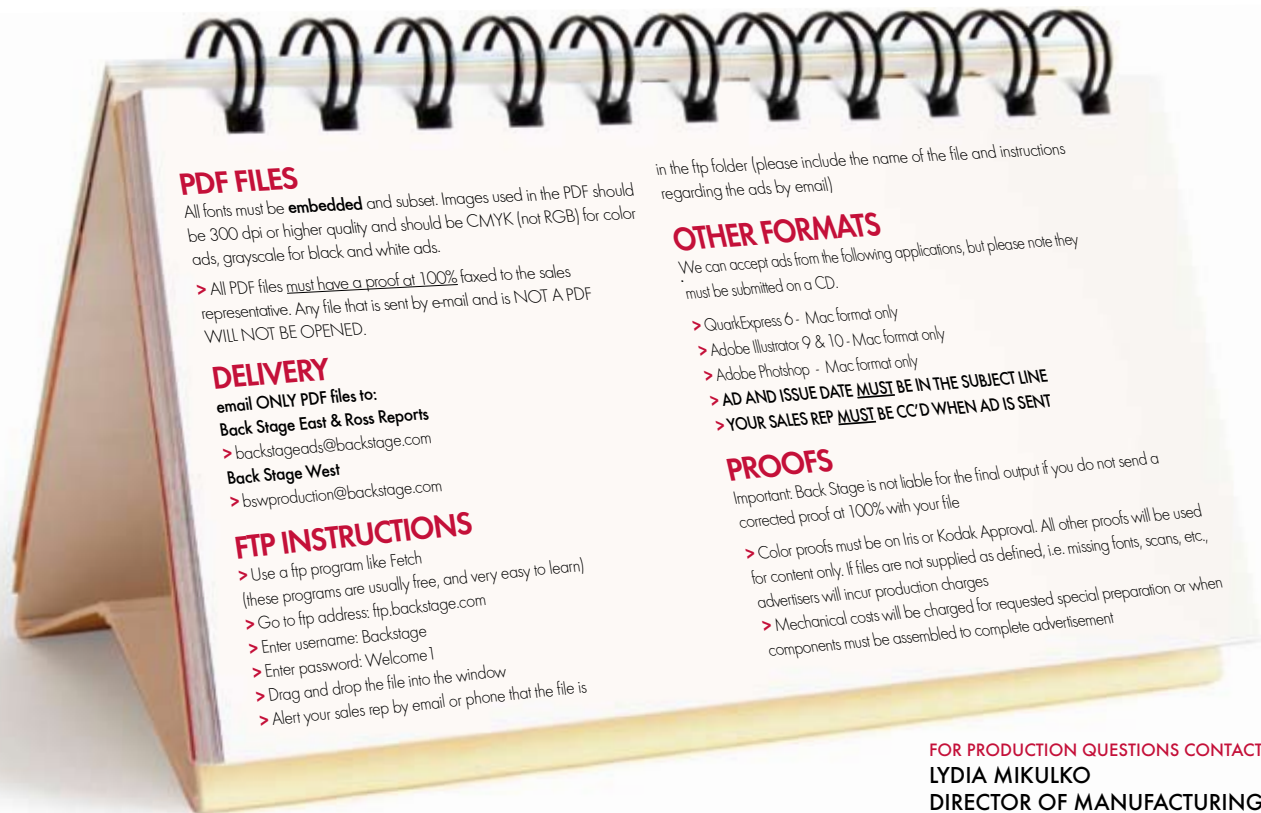 PDF FILES
All fonts must be embedded and subset. Images used in the PDF should
be 300 dpi or higher quality and should be CMYK (not RGB) for color
ads, grayscale for black and white ads.
> All PDF files must have a proof at 100% faxed to the sales
representative. Any file that is sent by e-mail and is NOT A PDF
WILL NOT BE OPENED.
DELIVERY
email ONLY PDF files to:
Back Stage East & Ross Reports
> backstageads@backstage.com
Back Stage West
> bswproduction@backstage.com
FTP INSTRUCTIONS
> Use a ftp program like Fetch
(these programs are usually free, and very easy to learn)
> Go to ftp address: ftp.backstage.com
> Enter username: Backstage
> Enter password: Welcome1
> Drag and drop the file into the window
> Alert your sales rep by email or phone that the file is
in the ftp folder (please include the name of the file and instructions
regarding the ads by email)
OTHER FORMATS
We can accept ads from the following applications, but please note they
must be submitted on a CD.
> QuarkExpress 6 - Mac format only
> Adobe Illustrator 9 & 10 - Mac format only
> Adobe Photshop - Mac format only
> AD AND ISSUE DATE MUST BE IN THE SUBJECT LINE
> YOUR SALES REP MUST BE CC'D WHEN AD IS SENT
PROOFS
Important: Back Stage is not liable for the final output if you do not send a
corrected proof at 100% with your file
> Color proofs must be on Iris or Kodak Approval. All other proofs will be used
for content only. If files are not supplied as defined, i.e. missing fonts, scans, etc.,
advertisers will incur production charges
> Mechanical costs will be charged for requested special preparation or when
components must be assembled to complete advertisement
FOR PRODUCTION QUESTIONS CONTACT
LYDIA MIKULKO
DIRECTOR OF MANUFACTURING